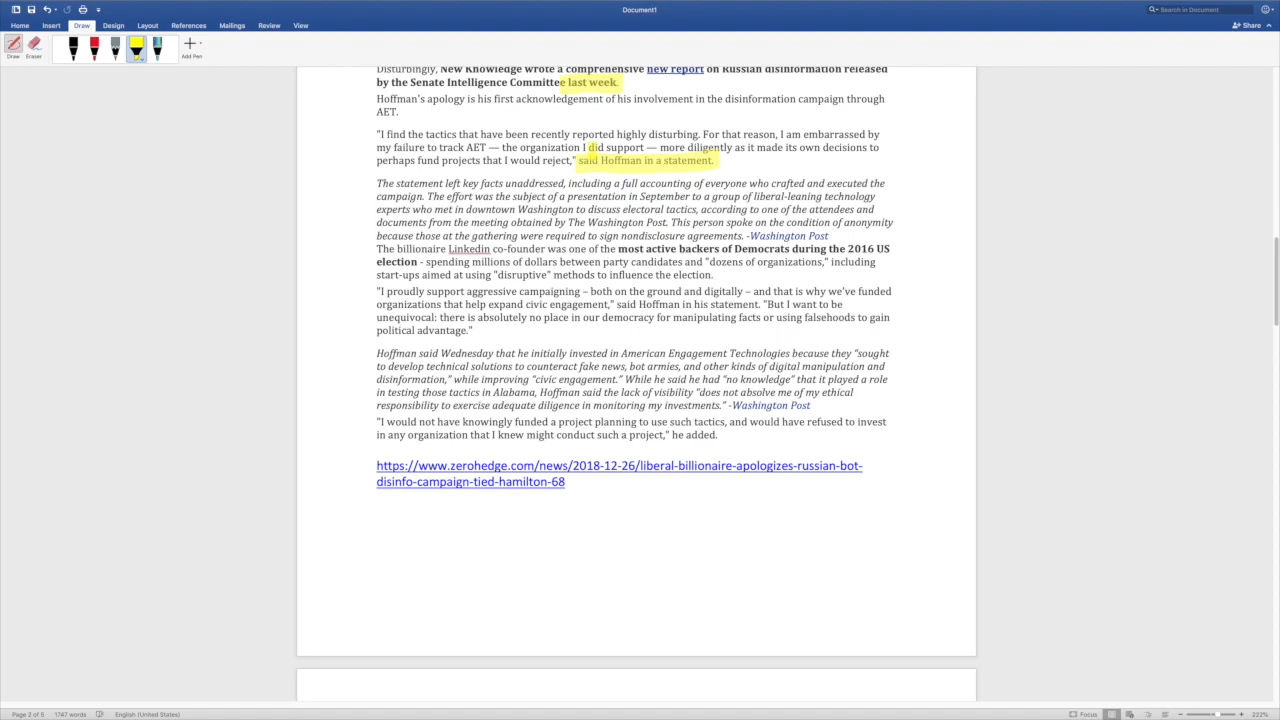 Document1
Search in Document
Home Insert Draw Design Layout References Mailings Review View
Share
Draw Eraser Add Pen
Disturbingly, New Knowledge wrote a comprehensive new report on Russian disinformation released
by the Senate Intelligence Committee last week.
Hoffman's apology is his first acknowledgement of his involvement in the disinformation campaign through
AET.
"I find the tactics that have been recently reported highly disturbing. For that reason, I am embarrassed by
my failure to track AET — the organization I did support — more diligently as it made its own decisions to
perhaps fund projects that I would reject," said Hoffman in a statement.
The statement left key facts unaddressed, including a full accounting of everyone who crafted and executed the
campaign. The effort was the subject of a presentation in September to a group of liberal-leaning technology
experts who met in downtown Washington to discuss electoral tactics, according to one of the attendees and
documents from the meeting obtained by The Washington Post. This person spoke on the condition of anonymity
because those at the gathering were required to sign nondisclosure agreements. -Washington Post
The billionaire Linkedin co-founder was one of the most active backers of Democrats during the 2016 US
election - spending millions of dollars between party candidates and "dozens of organizations," including
start-ups aimed at using "disruptive" methods to influence the election.
"I proudly support aggressive campaigning – both on the ground and digitally – and that is why we've funded
organizations that help expand civic engagement," said Hoffman in his statement. "But I want to be
unequivocal: there is absolutely no place in our democracy for manipulating facts or using falsehoods to gain
political advantage."
Hoffman said Wednesday that he initially invested in American Engagement Technologies because they “sought
to develop technical solutions to counteract fake news, bot armies, and other kinds of digital manipulation and
disinformation,” while improving “civic engagement.” While he said he had “no knowledge” that it played a role
in testing those tactics in Alabama, Hoffman said the lack of visibility “does not absolve me of my ethical
responsibility to exercise adequate diligence in monitoring my investments.” -Washington Post
"I would not have knowingly funded a project planning to use such tactics, and would have refused to invest
in any organization that I knew might conduct such a project," he added.
https://www.zerohedge.com/news/2018-12-26/liberal-billionaire-apologizes-russian-bot-
disinfo-campaign-tied-hamilton-68
Page 2 of 5 1747 words English (United States) Focus 222%